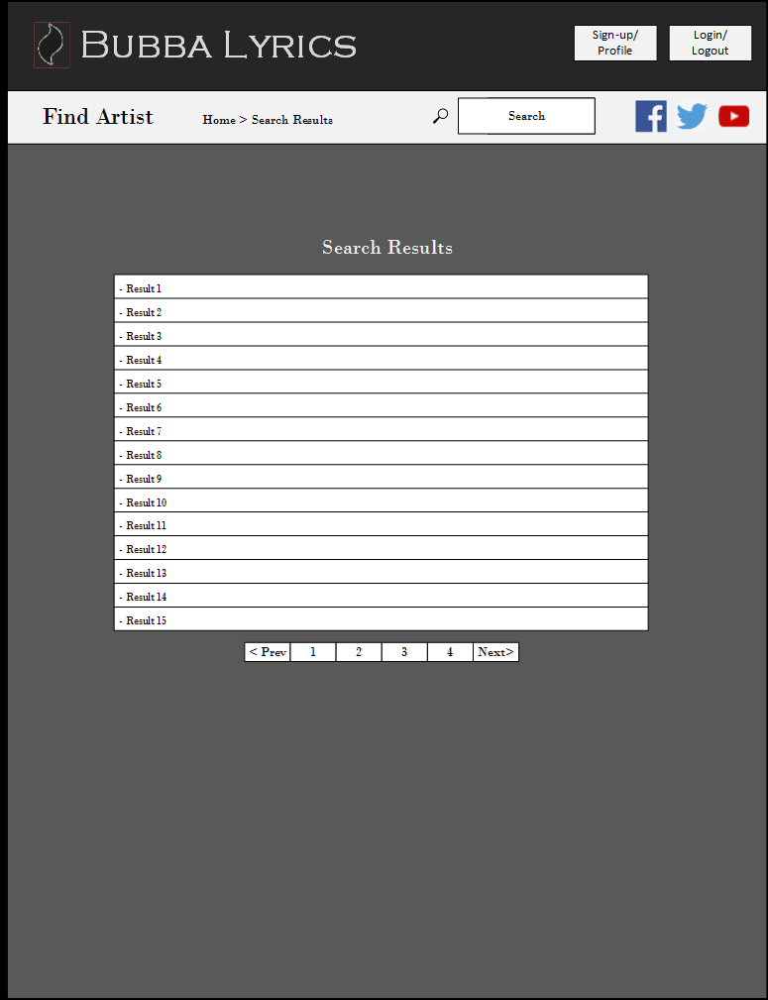 BUBBA LYRICS
Sign-up/
Profile
Login/
Logout
Find Artist
Home > Search Results
Search
Search Results
- Result 1
- Result 2
- Result 3
- Result 4
- Result 5
- Result 6
- Result 7
- Result 8
- Result 9
- Result 10
- Result 11
- Result 12
- Result 13
- Result 14
- Result 15
< Prev 1 2 3 4 Next>